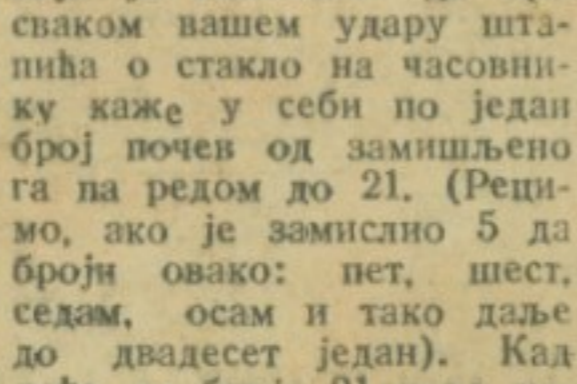 сваком вашем удару шта-
пића о стакло на часовни-
ку каже у себи по један
број почев од замишљено
га па редом до 21. (Реци-
мо, ако је замислио 5 да
броји овако: пет, шест,
седам, осам и тако даље
до двадесет један). Кад